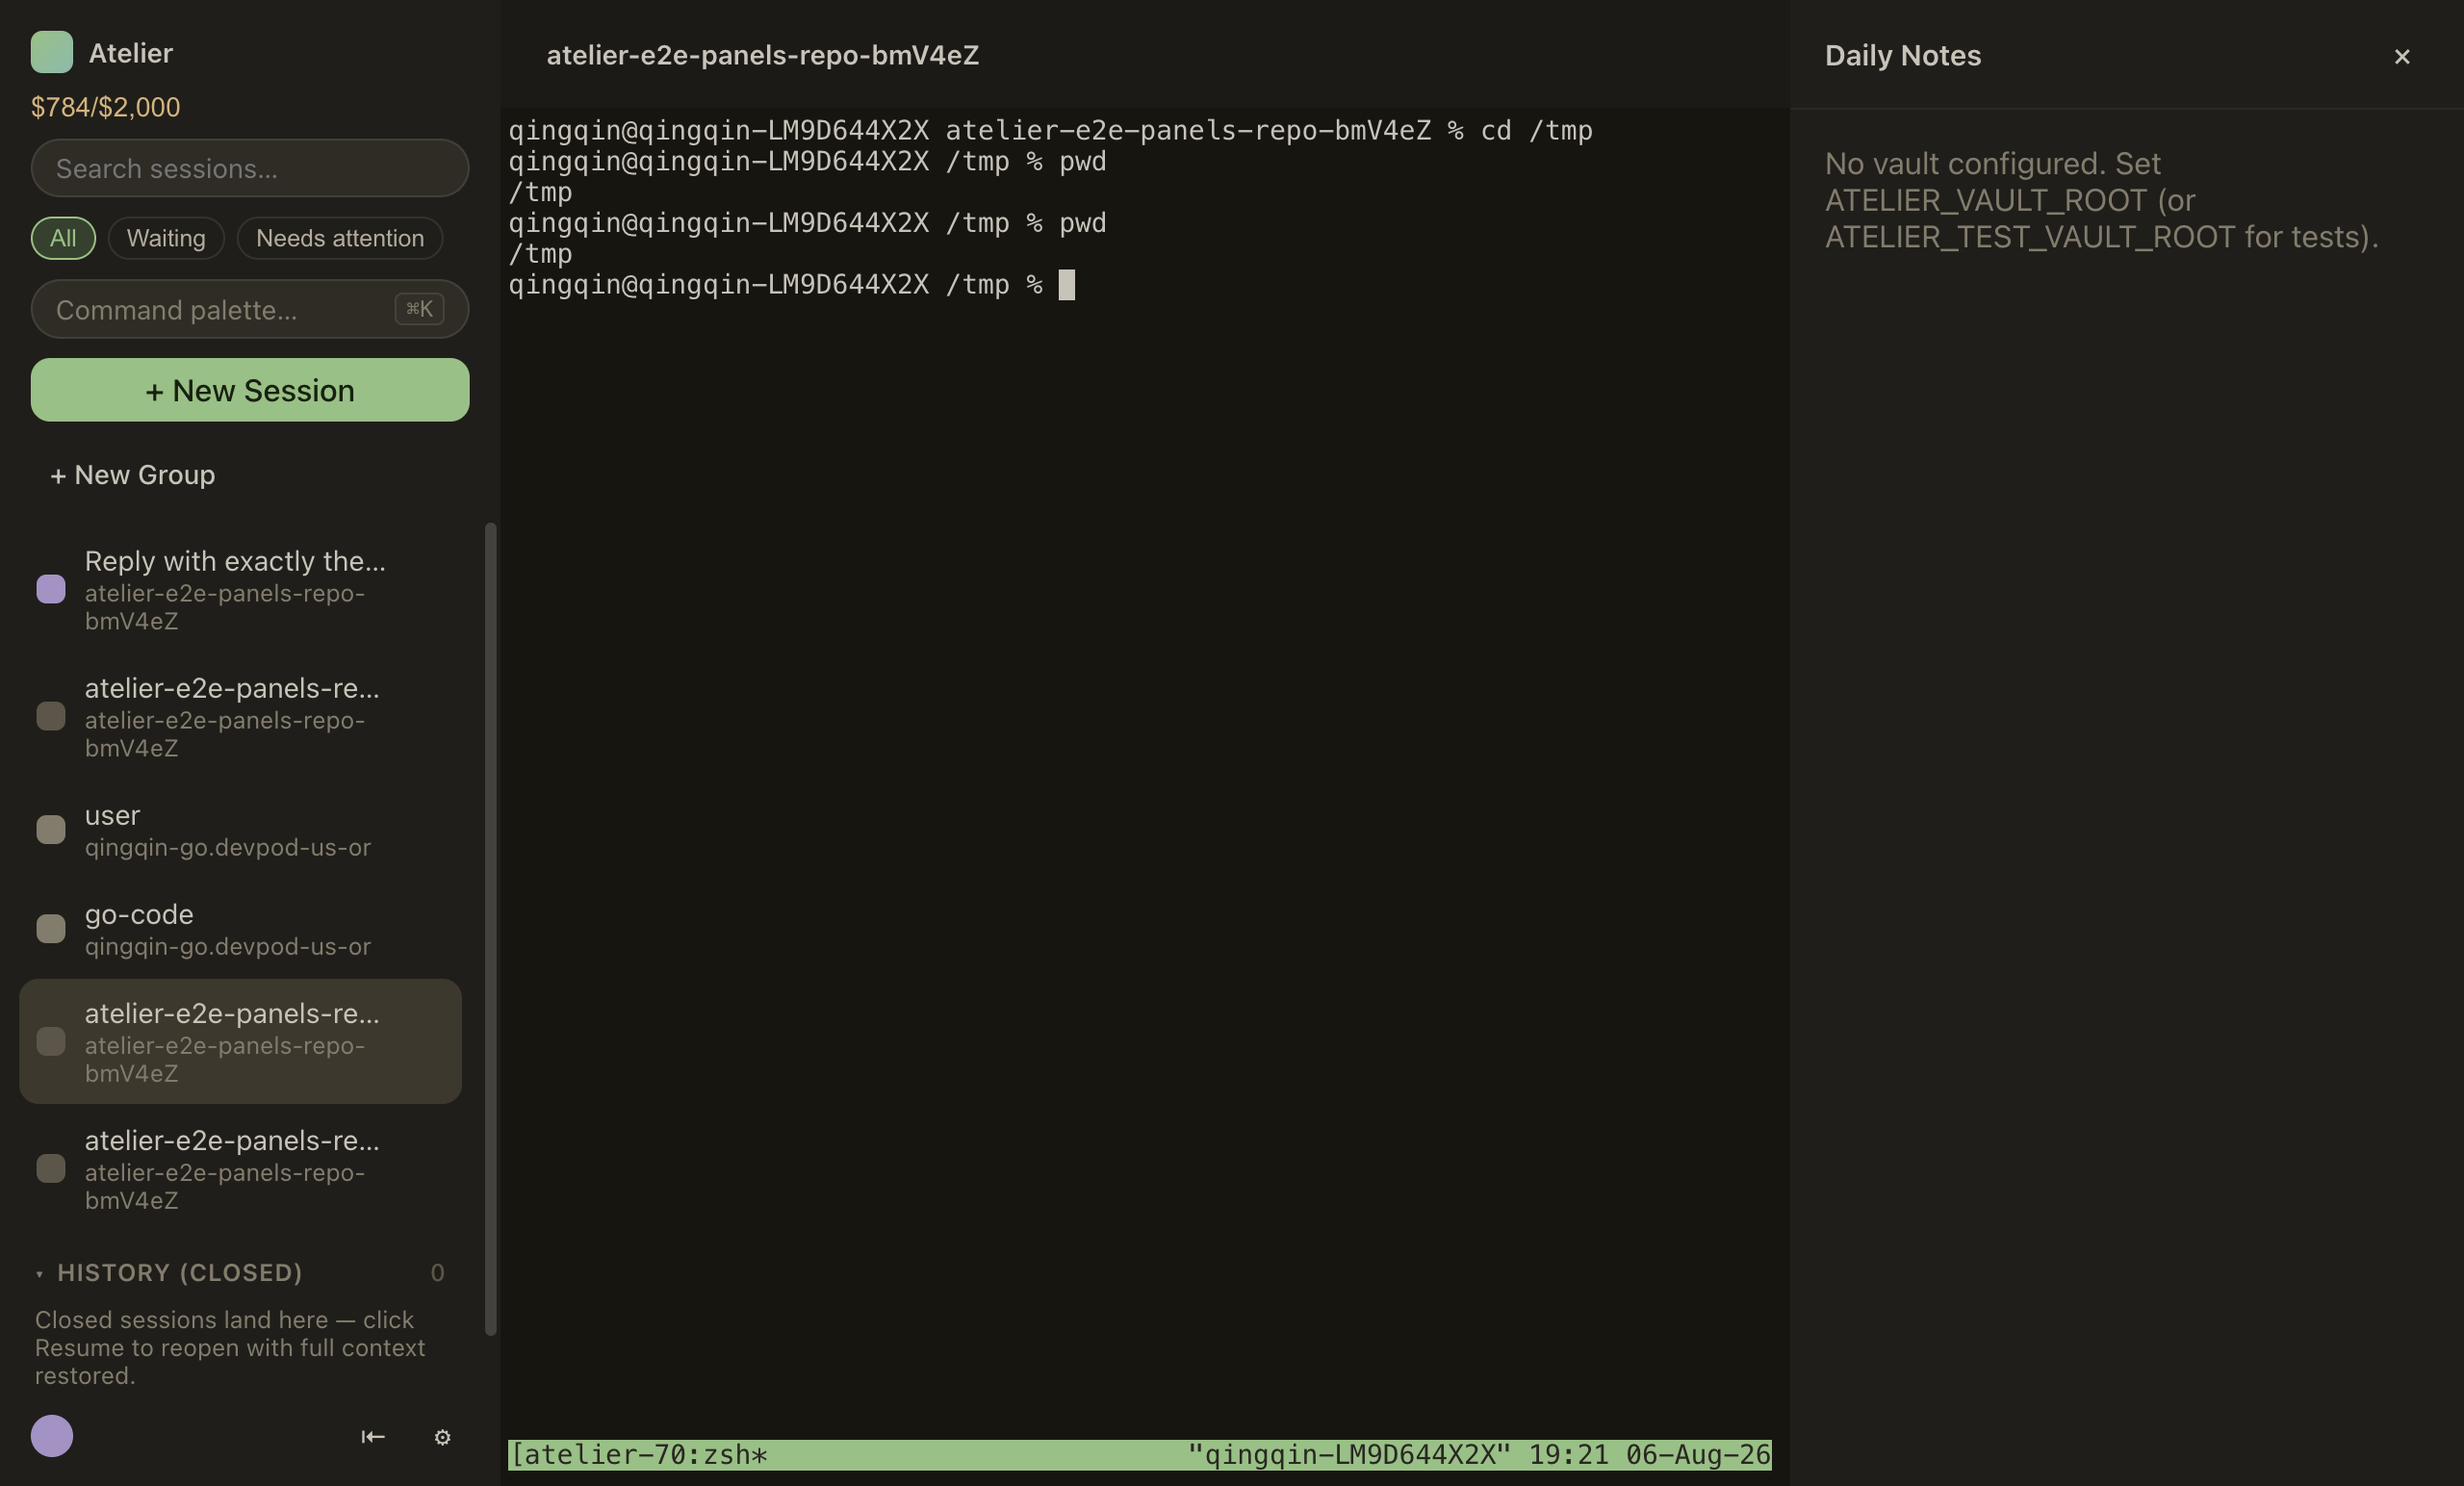 Atelier
$784/$2,000
Search sessions...
All
Waiting
Needs attention
Command palette...
⌘K
+ New Session
+ New Group
Reply with exactly the...
atelier-e2e-panels-repo-
bmV4eZ
atelier-e2e-panels-re...
atelier-e2e-panels-repo-
bmV4eZ
user
qingqin-go.devpod-us-or
go-code
qingqin-go.devpod-us-or
atelier-e2e-panels-re...
atelier-e2e-panels-repo-
bmV4eZ
atelier-e2e-panels-re...
atelier-e2e-panels-repo-
bmV4eZ
HISTORY (CLOSED) 0
Closed sessions land here — click
Resume to reopen with full context
restored.
atelier-e2e-panels-repo-bmV4eZ
qingqin@qingqin-LM9D644X2X atelier-e2e-panels-repo-bmV4eZ % cd /tmp
qingqin@qingqin-LM9D644X2X /tmp % pwd
/tmp
qingqin@qingqin-LM9D644X2X /tmp % pwd
/tmp
qingqin@qingqin-LM9D644X2X /tmp %
[atelier-70:zsh* "qingqin-LM9D644X2X" 19:21 06-Aug-26
Daily Notes
×
No vault configured. Set
ATELIER_VAULT_ROOT (or
ATELIER_TEST_VAULT_ROOT for tests).